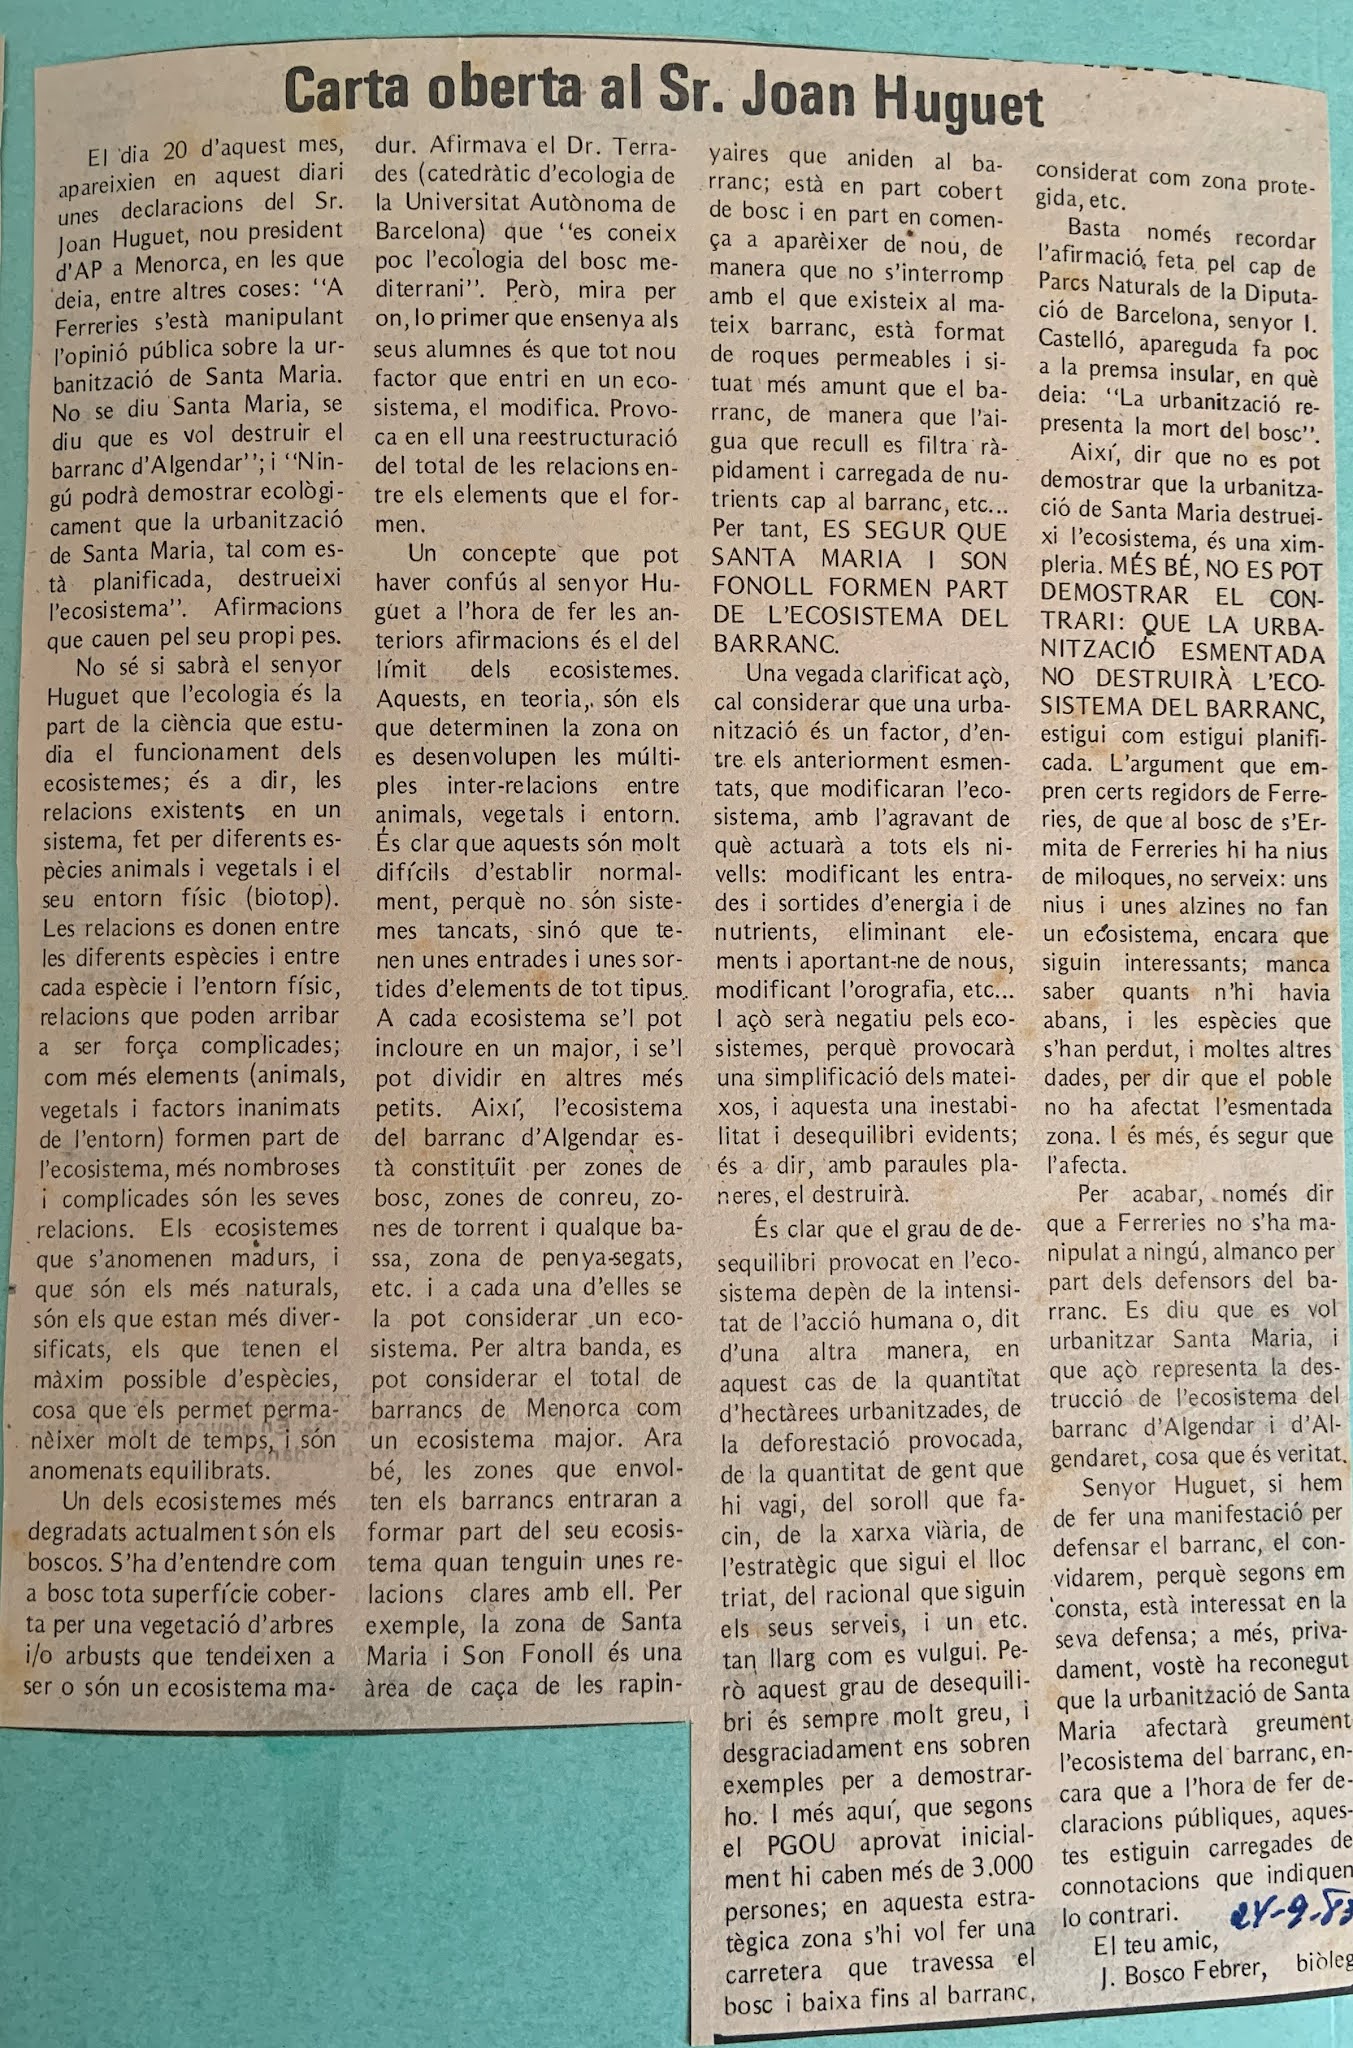 Carta oberta al Sr. Joan Huguet
El dia 20 d'aquest mes,
apareixien en aquest diari
unes declaracions del Sr.
Joan Huguet, nou president
d'AP a Menorca, en les que
deia, entre altres coses: "A
Ferreries s'està manipulant
l'opinió pública sobre la ur-
banització de Santa Maria.
No se diu Santa Maria, se
diu que es vol destruir el
barranc d'Algendar"; i "Nin-
gú podrà demostrar ecològi-
cament que la urbanització
de Santa Maria, tal com es-
tà planificada, destrueixi
l'ecosistema". Afirmacions
que cauen pel seu propi pes.
No sé si sabrà el senyor
Huguet que l'ecologia és la
part de la ciència que estu-
dia el funcionament dels
ecosistemes; és a dir, les
relacions existents en un
sistema, fet per diferents es-
pècies animals i vegetals i el
seu entorn físic (biotop).
Les relacions es donen entre
les diferents espècies i entre
cada espècie i l'entorn físic,
relacions que poden arribar
a ser força complicades;
com més elements (animals,
vegetals i factors inanimats
de l'entorn) formen part de
l'ecosistema, més nombroses
i complicades són les seves
relacions. Els ecosistemes
que s'anomenen madurs, i
que són els més naturals,
són els que estan més diver-
sificats, els que tenen el
màxim possible d'espècies,
cosa que els permet perma-
nèixer molt de temps, i són
anomenats equilibrats.
Un dels ecosistemes més
degradats actualment són els
boscos. S'ha d'entendre com
a bosc tota superfície cober-
ta per una vegetació d'arbres
i/o arbusts que tendeixen a
ser o són un ecosistema ma-
dur. Afirmava el Dr. Terra-
des (catedràtic d'ecologia de
la Universitat Autònoma de
Barcelona) que "es coneix
poc l'ecologia del bosc me-
diterrani". Però, mira per
on, lo primer que ensenya als
seus alumnes és que tot nou
factor que entri en un eco-
sistema, el modifica. Provo-
ca en ell una reestructuració
del total de les relacions en-
tre els elements que el for-
men.
Un concepte que pot
haver confús al senyor Hu-
guet a l'hora de fer les an-
teriors afirmacions és el del
límit dels ecosistemes.
Aquests, en teoria, són els
que determinen la zona on
es desenvolupen les múlti-
ples inter-relacions entre
animals, vegetals i entorn.
És clar que aquests són molt
difícils d'establir normal-
ment, perquè no són siste-
mes tancats, sinó que te-
nen unes entrades i unes sor-
tides d'elements de tot tipus.
A cada ecosistema se'l pot
incloure en un major, i se'l
pot dividir en altres més
petits. Així, l'ecosistema
del barranc d'Algendar es-
tà constituït per zones de
bosc, zones de conreu, zo-
nes de torrent i qualque ba-
ssa, zona de penya-segats,
etc. i a cada una d'elles se
la pot considerar un eco-
sistema. Per altra banda, es
pot considerar el total de
barrancs de Menorca com
un ecosistema major. Ara
bé, les zones que envol-
ten els barrancs entraran a
formar part del seu ecosis-
tema quan tenguin unes re-
lacions clares amb ell. Per
exemple, la zona de Santa
Maria i Son Fonoll és una
àrea de caça de les rapin-
yaires que aniden al ba-
rranc; està en part cobert
de bosc i en part en comen-
ça a aparèixer de nou, de
manera que no s'interromp
amb el que existeix al ma-
teix barranc, està format
de roques permeables i si-
tuat més amunt que el ba-
rranc, de manera que l'ai-
gua que recull es filtra rà-
pidament i carregada de nu-
trients cap al barranc, etc...
Per tant, ES SEGUR QUE
SANTA MARIA I SON
FONOLL FORMEN PART
DE L'ECOSISTEMA DEL
BARRANC.
Una vegada clarificat açò,
cal considerar que una urba-
nització és un factor, d'en-
tre els anteriorment esmen-
tats, que modificaran l'eco-
sistema, amb l'agravant de
què actuarà a tots els ni-
vells: modificant les entra-
des i sortides d'energia i de
nutrients, eliminant ele-
ments i aportant-ne de nous,
modificant l'orografia, etc...
I açò serà negatiu pels eco-
sistemes, perquè provocarà
una simplificació dels matei-
xos, i aquesta una inestabi-
litat i desequilibri evidents;
és a dir, amb paraules pla-
neres, el destruirà.
És clar que el grau de de-
sequilibri provocat en l'eco-
sistema depèn de la intensi-
tat de l'acció humana o, dit
d'una altra manera, en
aquest cas de la quantitat
d'hectàrees urbanitzades, de
la deforestació provocada,
de la quantitat de gent que
hi vagi, del soroll que fa-
cin, de la xarxa viària, de
l'estratègic que sigui el lloc
triat, del racional que siguin
els seus serveis, i un etc.
tan llarg com es vulgui. Pe-
rò aquest grau de desequili-
bri és sempre molt greu, i
desgraciadament ens sobren
exemples per a demostrar-
ho. I més aquí, que segons
el PGOU aprovat inicial-
ment hi caben més de 3.000
persones; en aquesta estra-
tègica zona s'hi vol fer una
carretera que travessa el
bosc i baixa fins al barranc,
considerat com zona prote-
gida, etc.
Basta només recordar
l'afirmació, feta pel cap de
Parcs Naturals de la Diputa-
ció de Barcelona, senyor I.
Castelló, apareguda fa poc
a la premsa insular, en què
deia: "La urbanització re-
presenta la mort del bosc".
Així, dir que no es pot
demostrar que la urbanitza-
ció de Santa Maria destruei-
xi l'ecosistema, és una xim-
pleria. MÉS BÉ, NO ES POT
DEMOSTRAR EL CON-
TRARI: QUE LA URBA-
NITZACIÓ ESMENTADA
NO DESTRUIRÀ L'ECO-
SISTEMA DEL BARRANC,
estigui com estigui planifi-
cada. L'argument que em-
pren certs regidors de Ferre-
ries, de que al bosc de s'Er-
mita de Ferreries hi ha nius
de miloques, no serveix: uns
nius i unes alzines no fan
un ecosistema, encara que
siguin interessants; manca
saber quants n'hi havia
abans, i les espècies que
s'han perdut, i moltes altres
dades, per dir que el poble
no ha afectat l'esmentada
zona. I és més, és segur que
l'afecta.
Per acabar, només dir
que a Ferreries no s'ha ma-
nipulat a ningú, almanco per
part dels defensors del ba-
rranc. Es diu que es vol
urbanitzar Santa Maria, i
que açò representa la des-
trucció de l'ecosistema del
barranc d'Algendar i d'Al-
gendaret, cosa que és veritat.
Senyor Huguet, si hem
de fer una manifestació per
defensar el barranc, el con-
vidarem, perquè segons em
consta, està interessat en la
seva defensa; a més, priva-
dament, vostè ha reconegut
que la urbanització de Santa
Maria afectarà greument
l'ecosistema del barranc, en-
cara que a l'hora de fer de-
claracions públiques, aques-
tes estiguin carregades de
connotacions que indiquen
lo contrari.
24-9-83
El teu amic,
J. Bosco Febrer, biòleg